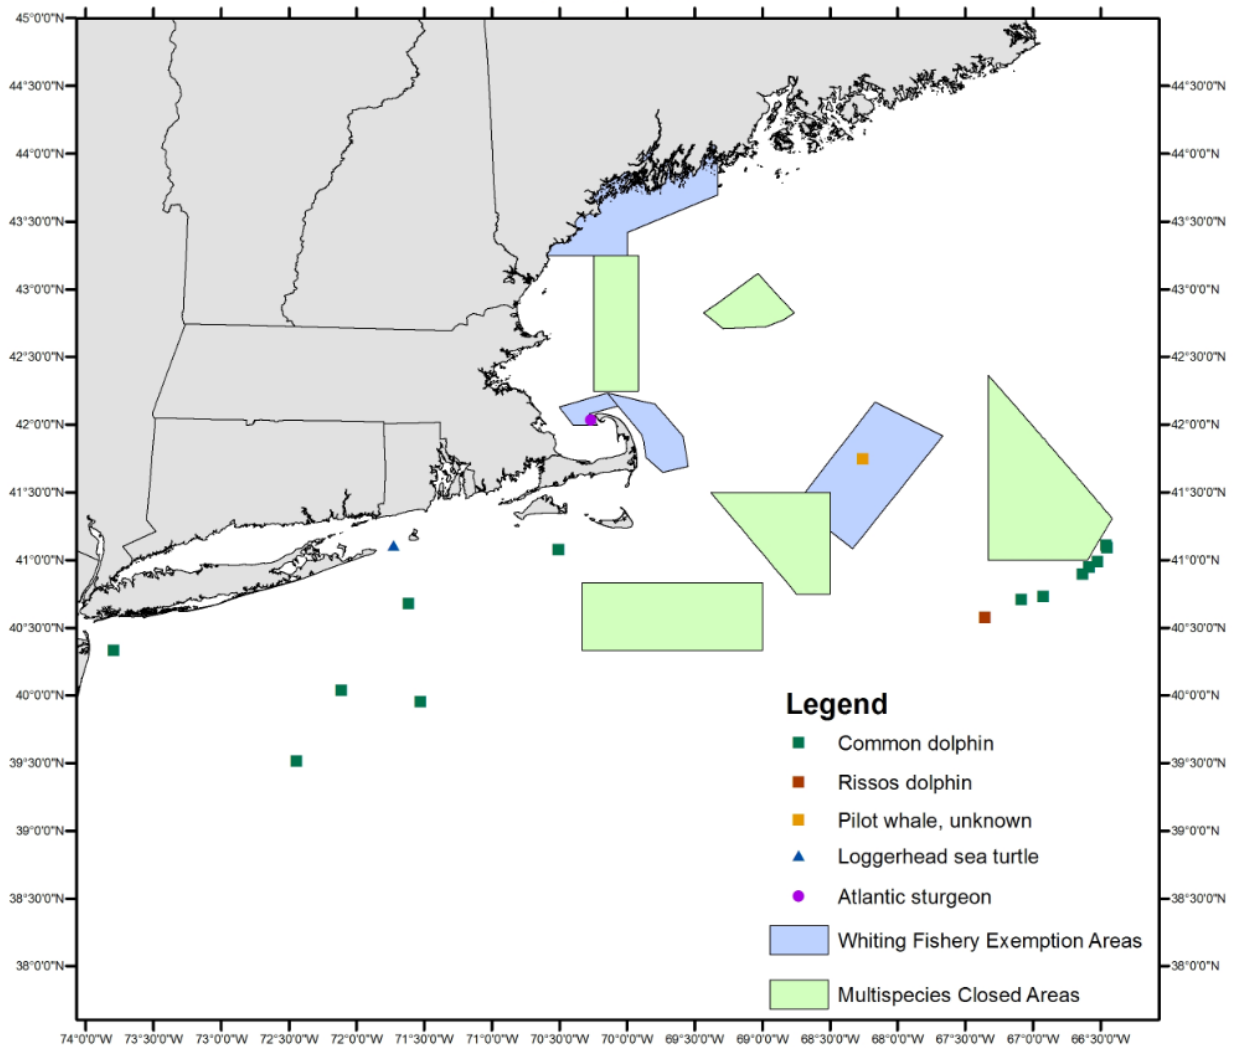 45°0'0"N
44°30'0"N
44°30'0"N
44°0'0"N
44°0'0"N
43°30'0"N
43°30'0"N
43°0'0"N
43°0'0"N
42°30'0"N
42°30'0"N
42°0'0"N
42°0'0"N
41°30'0"N
41°30'0"N
41°0'0"N
41°0'0"N
40°30'0"N
40°30'0"N
40°0'0"N
40°0'0"N
39°30'0"N
39°30'0"N
39°0'0"N
39°0'0"N
38°30'0"N
38°30'0"N
38°0'0"N
38°0'0"N
Legend
Common dolphin
Rissos dolphin
Pilot whale, unknown
Loggerhead sea turtle
Atlantic sturgeon
Whiting Fishery Exemption Areas
Multispecies Closed Areas
74°0'0"W 73°30'0"W 73°0'0"W 72°30'0"W 72°0'0"W 71°30'0"W 71°0'0"W 70°30'0"W 70°0'0"W 69°30'0"W 69°0'0"W 68°30'0"W 68°0'0"W 67°30'0"W 67°0'0"W 66°30'0"W